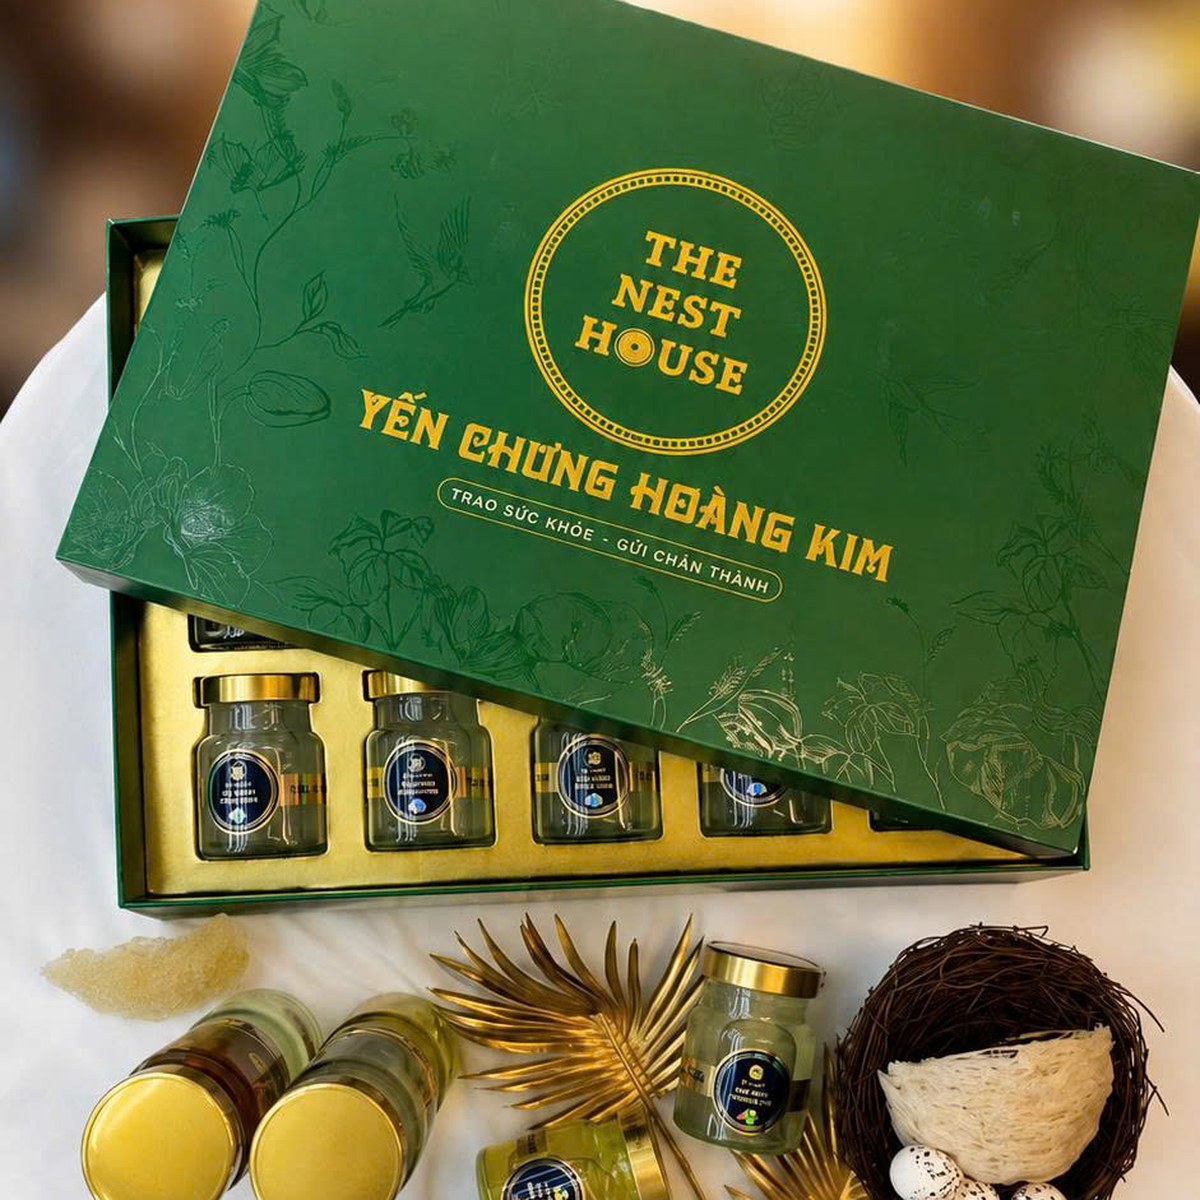 THE
NEST
HOUSE
YẾN CHƯNG HOÀNG KIM
TRAO SỨC KHỎE - GỬI CHÂN THÀNH